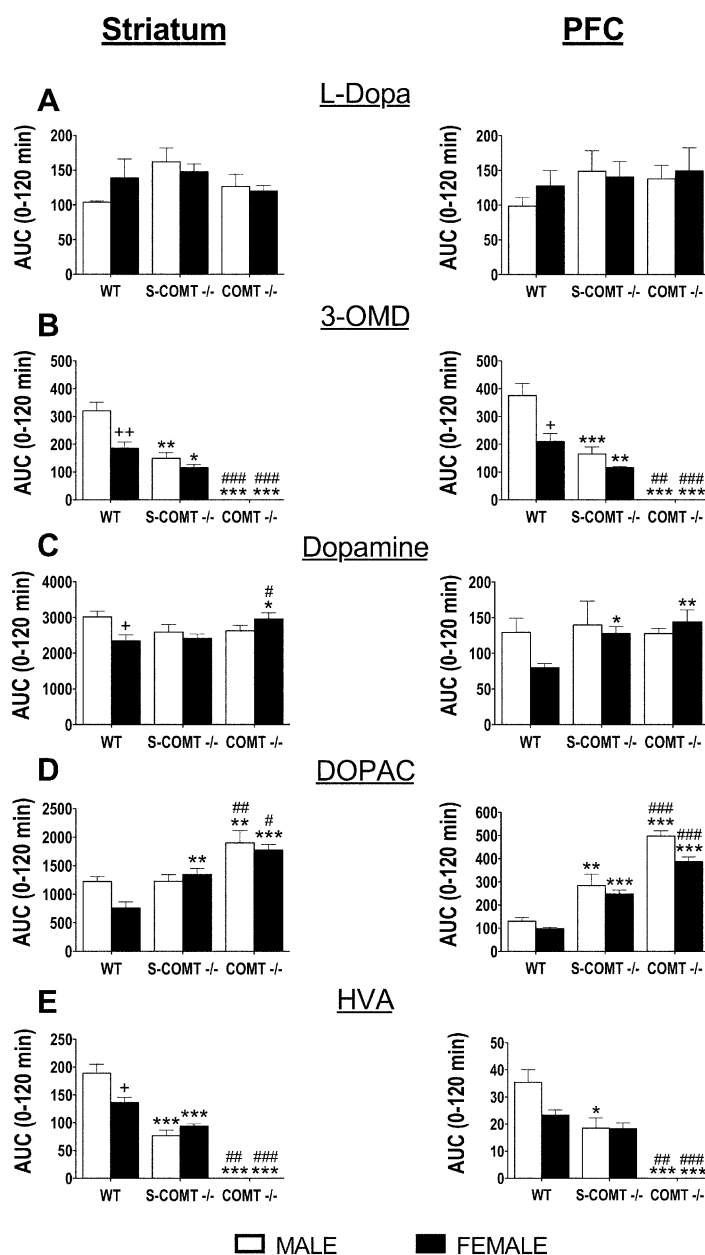 Striatum PFC
A L-Dopa
AUC (0-120 min) 200 150 100 50 0
WT S-COMT -/- COMT -/-
AUC (0-120 min) 200 150 100 50 0
WT S-COMT -/- COMT -/-
B 3-OMD
AUC (0-120 min) 500 400 300 200 100 0
++ ** * ### ### *** ***
WT S-COMT -/- COMT -/-
AUC (0-120 min) 500 400 300 200 100 0
+ *** ** ## ### *** ***
WT S-COMT -/- COMT -/-
C Dopamine
AUC (0-120 min) 4000 3000 2000 1000 0
+ # *
WT S-COMT -/- COMT -/-
AUC (0-120 min) 200 150 100 50 0
* **
WT S-COMT -/- COMT -/-
D DOPAC
AUC (0-120 min) 2500 2000 1500 1000 500 0
** ## ** # ***
WT S-COMT -/- COMT -/-
AUC (0-120 min) 600 500 400 300 200 100 0
** *** ### *** ### ***
WT S-COMT -/- COMT -/-
E HVA
AUC (0-120 min) 250 200 150 100 50 0
+ *** *** ## ### *** ***
WT S-COMT -/- COMT -/-
AUC (0-120 min) 50 40 30 20 10 0
* ## ### *** ***
WT S-COMT -/- COMT -/-
MALE FEMALE